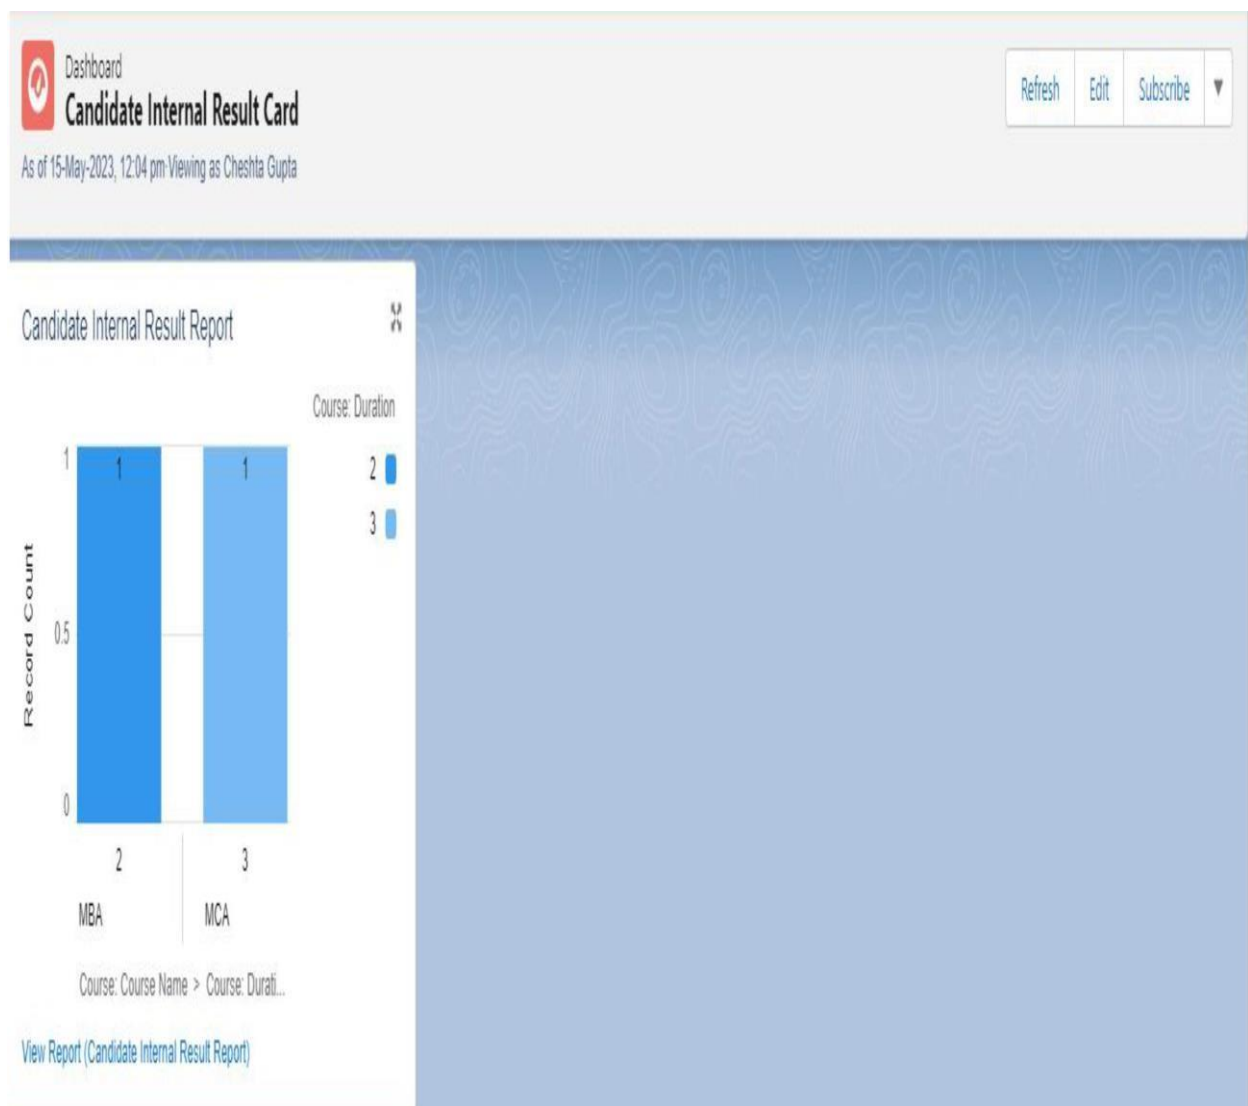 Dashboard
Candidate Internal Result Card
As of 15-May-2023, 12:04 pm·Viewing as Cheshta Gupta
Refresh Edit Subscribe
Candidate Internal Result Report
Course: Duration
2
3
Record Count
1
0.5
0
1 1
2 3
MBA MCA
Course: Course Name > Course: Durati...
View Report (Candidate Internal Result Report)